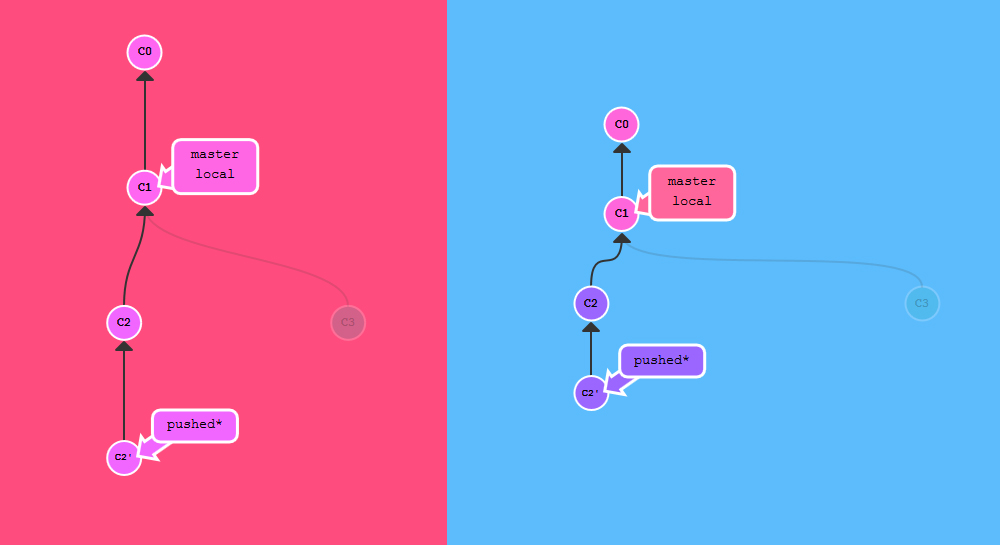 C0
master
local
C1
C2
C3
pushed*
C2'
C0
master
local
C1
C2
C3
pushed*
C2'